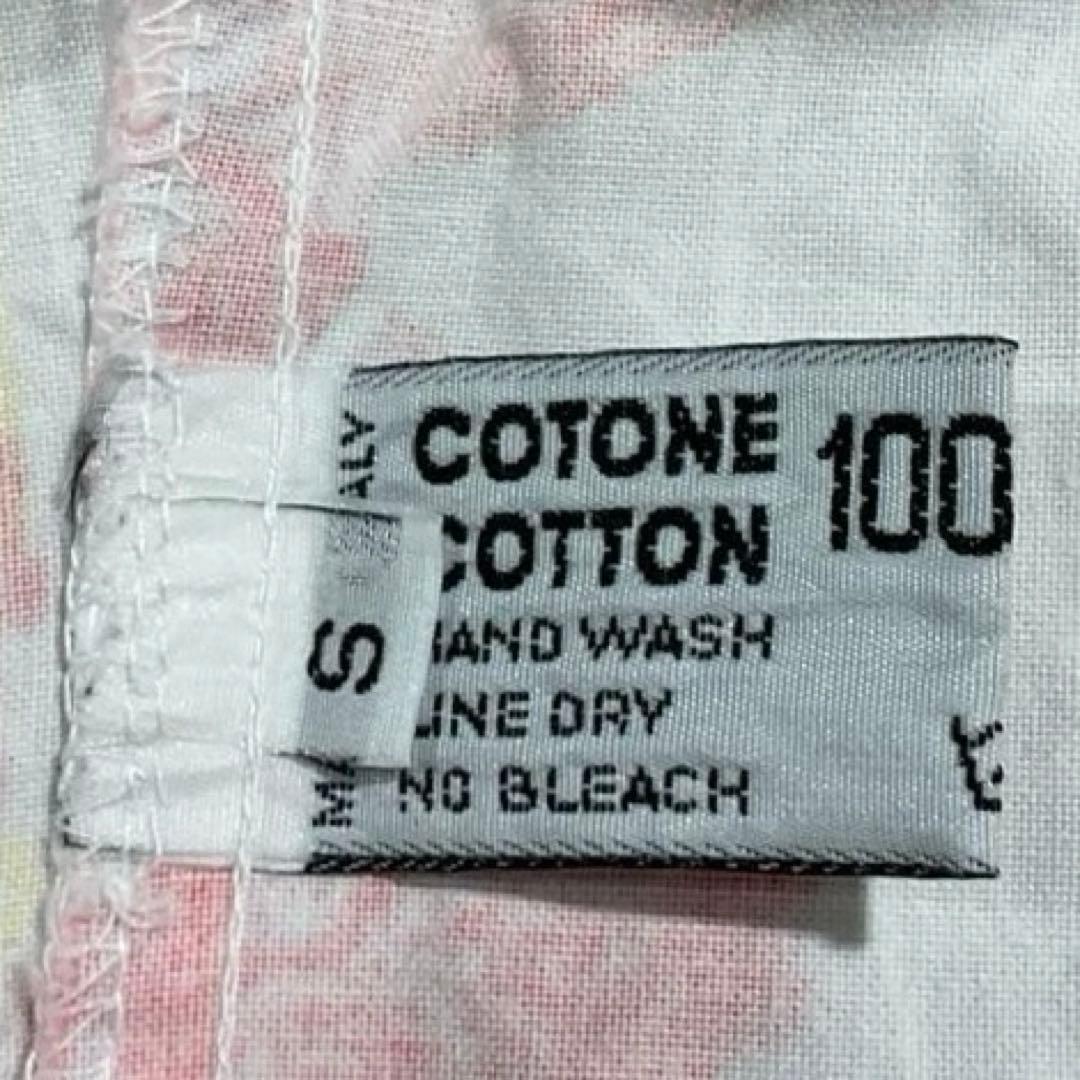 COTONE 100
COTTON
HAND WASH
LINE DRY
NO BLEACH
S